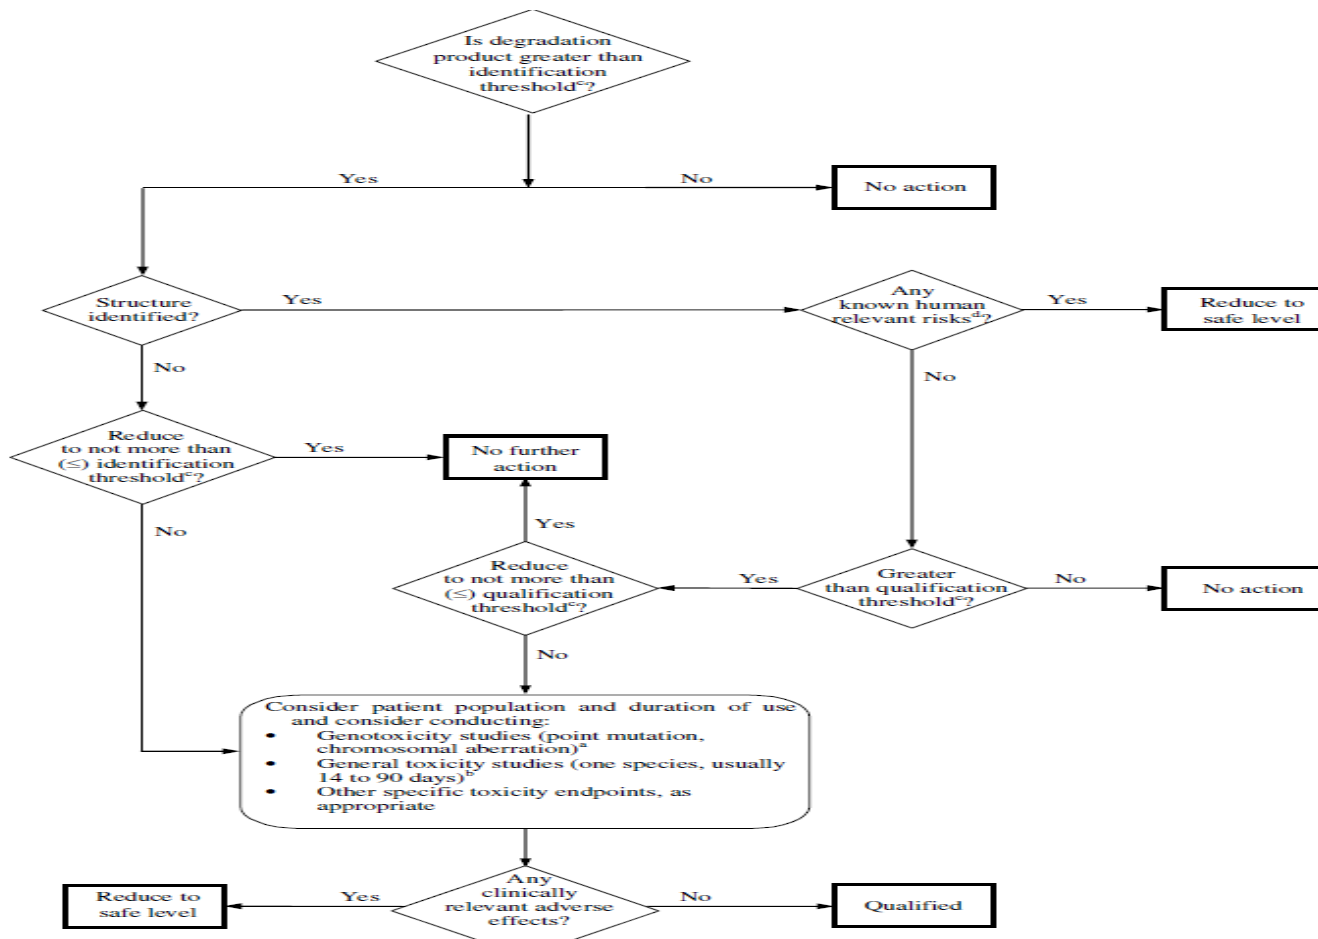 Is degradation
product greater than
identification
thresholdᶜ?
Yes
No
No action
Structure
identified?
Yes
Any
known human
relevant risksᵈ?
Yes
Reduce to
safe level
No
No
Reduce
to not more than
(≤) identification
thresholdᶜ?
Yes
No further
action
No
Yes
Reduce
to not more than
(≤) qualification
thresholdᶜ?
Yes
Greater
than qualification
thresholdᶜ?
No
No action
No
Consider patient population and duration of use
and consider conducting:
• Genotoxicity studies (point mutation,
chromosomal aberration)ᵃ
• General toxicity studies (one species, usually
14 to 90 days)ᵇ
• Other specific toxicity endpoints, as
appropriate
Reduce to
safe level
Yes
Any
clinically
relevant adverse
effects?
No
Qualified